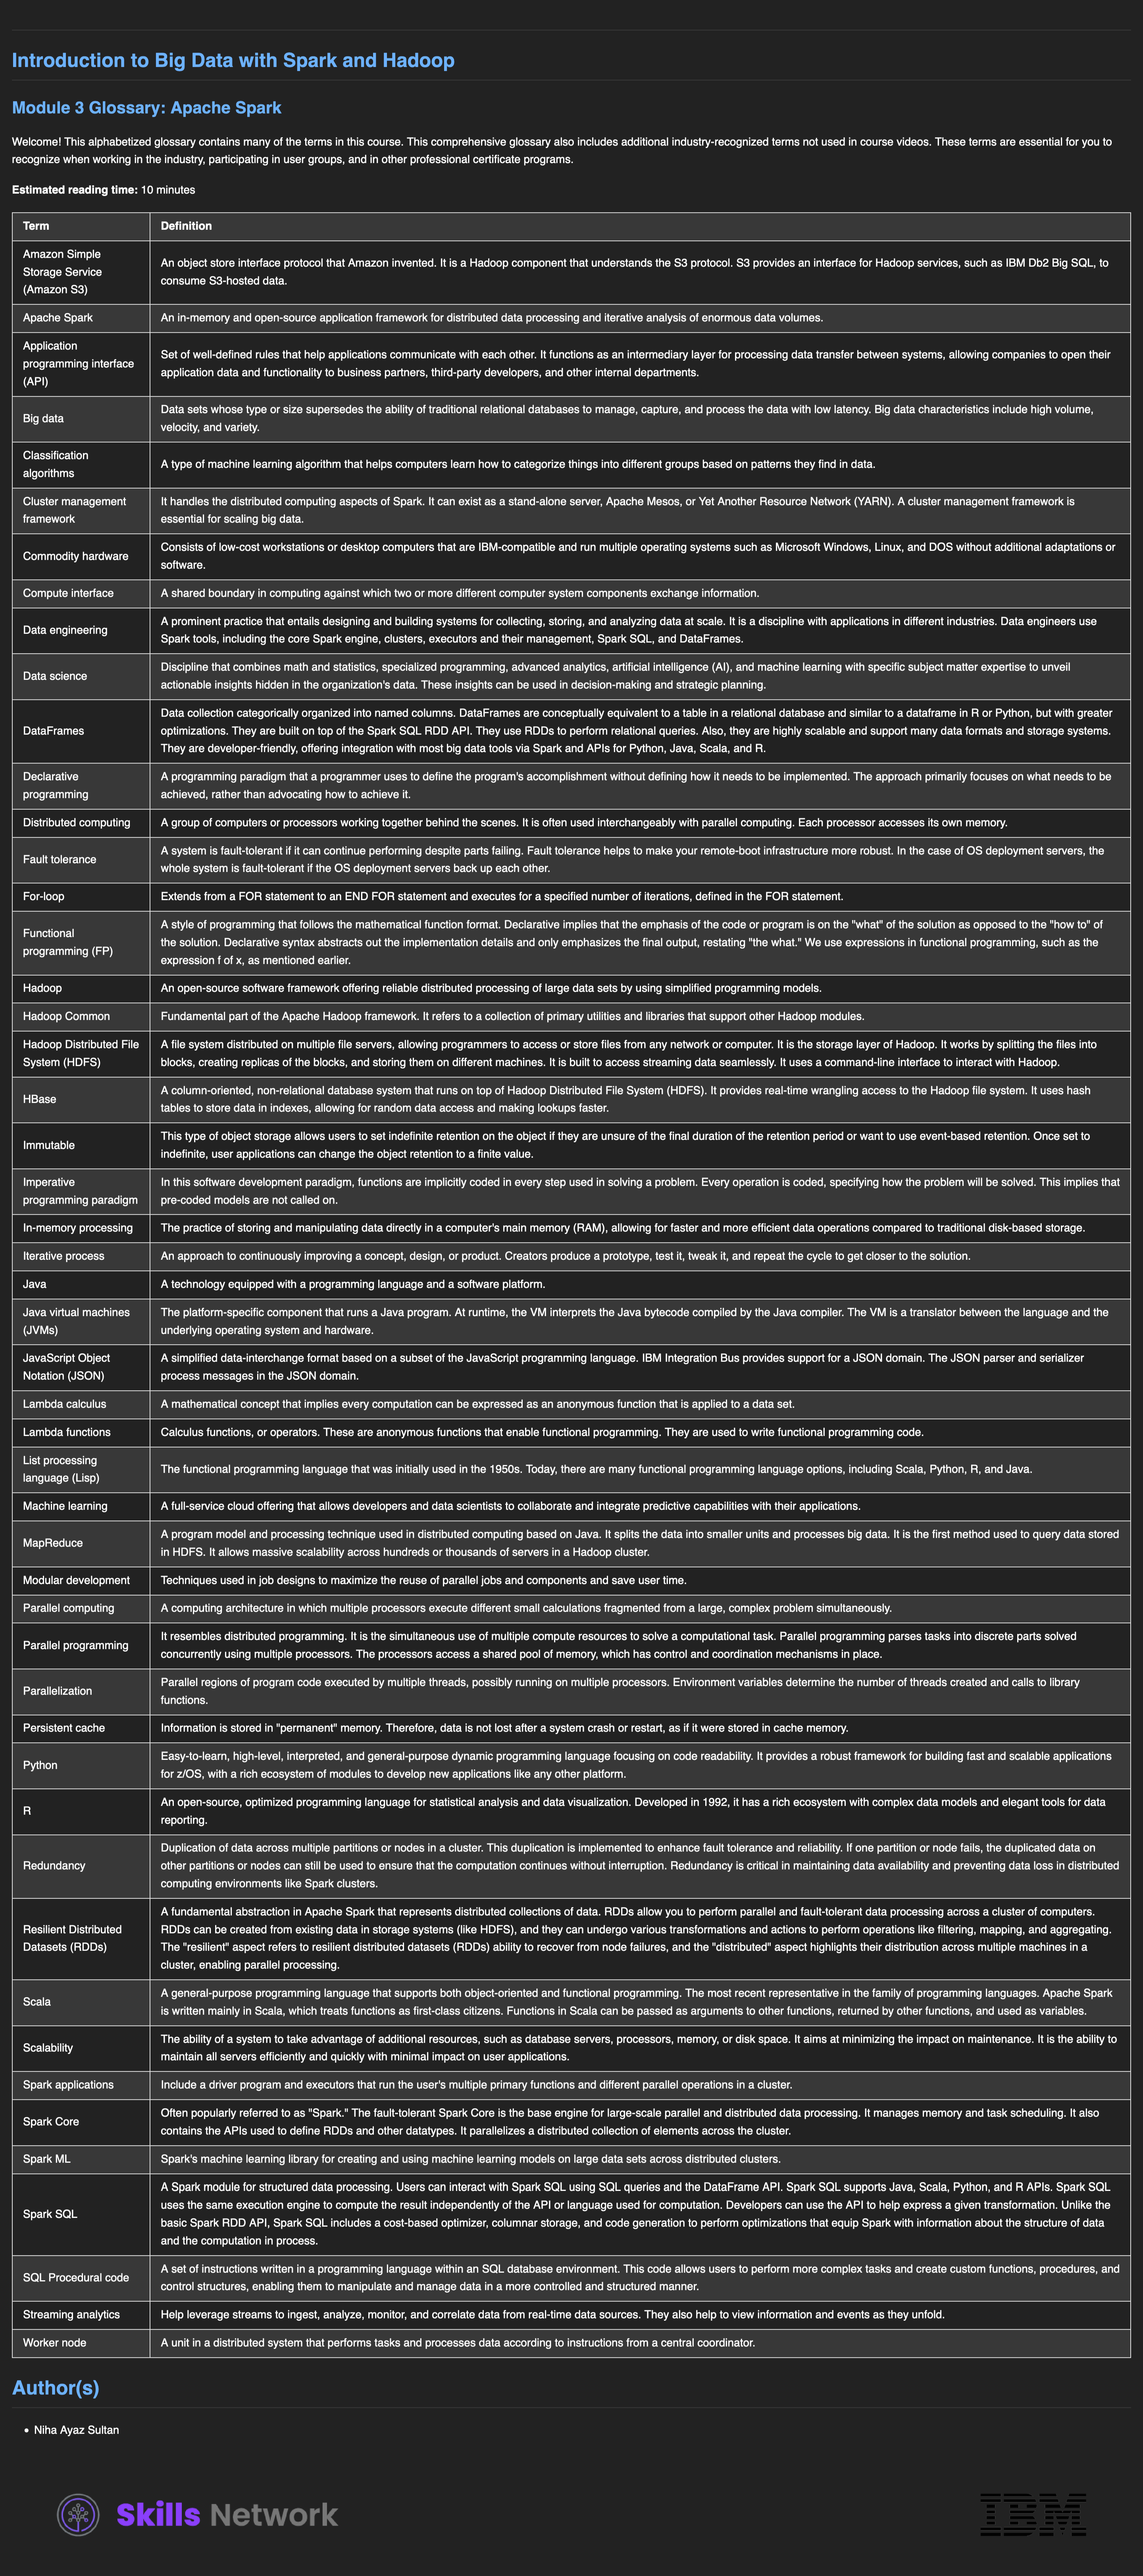 Introduction to Big Data with Spark and Hadoop
Module 3 Glossary: Apache Spark
Welcome! This alphabetized glossary contains many of the terms in this course. This comprehensive glossary also includes additional industry-recognized terms not used in course videos. These terms are essential for you to
recognize when working in the industry, participating in user groups, and in other professional certificate programs.
Estimated reading time: 10 minutes
Term
Definition
Amazon Simple
Storage Service
(Amazon S3)
An object store interface protocol that Amazon invented. It is a Hadoop component that understands the S3 protocol. S3 provides an interface for Hadoop services, such as IBM Db2 Big SQL, to
consume S3-hosted data.
Apache Spark
An in-memory and open-source application framework for distributed data processing and iterative analysis of enormous data volumes.
Application
programming interface
(API)
Set of well-defined rules that help applications communicate with each other. It functions as an intermediary layer for processing data transfer between systems, allowing companies to open their
application data and functionality to business partners, third-party developers, and other internal departments.
Big data
Data sets whose type or size supersedes the ability of traditional relational databases to manage, capture, and process the data with low latency. Big data characteristics include high volume,
velocity, and variety.
Classification
algorithms
A type of machine learning algorithm that helps computers learn how to categorize things into different groups based on patterns they find in data.
Cluster management
framework
It handles the distributed computing aspects of Spark. It can exist as a stand-alone server, Apache Mesos, or Yet Another Resource Network (YARN). A cluster management framework is
essential for scaling big data.
Commodity hardware
Consists of low-cost workstations or desktop computers that are IBM-compatible and run multiple operating systems such as Microsoft Windows, Linux, and DOS without additional adaptations or
software.
Compute interface
A shared boundary in computing against which two or more different computer system components exchange information.
Data engineering
A prominent practice that entails designing and building systems for collecting, storing, and analyzing data at scale. It is a discipline with applications in different industries. Data engineers use
Spark tools, including the core Spark engine, clusters, executors and their management, Spark SQL, and DataFrames.
Data science
Discipline that combines math and statistics, specialized programming, advanced analytics, artificial intelligence (AI), and machine learning with specific subject matter expertise to unveil
actionable insights hidden in the organization's data. These insights can be used in decision-making and strategic planning.
DataFrames
Data collection categorically organized into named columns. DataFrames are conceptually equivalent to a table in a relational database and similar to a dataframe in R or Python, but with greater
optimizations. They are built on top of the Spark SQL RDD API. They use RDDs to perform relational queries. Also, they are highly scalable and support many data formats and storage systems.
They are developer-friendly, offering integration with most big data tools via Spark and APIs for Python, Java, Scala, and R.
Declarative
programming
A programming paradigm that a programmer uses to define the program's accomplishment without defining how it needs to be implemented. The approach primarily focuses on what needs to be
achieved, rather than advocating how to achieve it.
Distributed computing
A group of computers or processors working together behind the scenes. It is often used interchangeably with parallel computing. Each processor accesses its own memory.
Fault tolerance
A system is fault-tolerant if it can continue performing despite parts failing. Fault tolerance helps to make your remote-boot infrastructure more robust. In the case of OS deployment servers, the
whole system is fault-tolerant if the OS deployment servers back up each other.
For-loop
Extends from a FOR statement to an END FOR statement and executes for a specified number of iterations, defined in the FOR statement.
Functional
programming (FP)
A style of programming that follows the mathematical function format. Declarative implies that the emphasis of the code or program is on the "what" of the solution as opposed to the "how to" of
the solution. Declarative syntax abstracts out the implementation details and only emphasizes the final output, restating "the what." We use expressions in functional programming, such as the
expression f of x, as mentioned earlier.
Hadoop
An open-source software framework offering reliable distributed processing of large data sets by using simplified programming models.
Hadoop Common
Fundamental part of the Apache Hadoop framework. It refers to a collection of primary utilities and libraries that support other Hadoop modules.
Hadoop Distributed File
System (HDFS)
A file system distributed on multiple file servers, allowing programmers to access or store files from any network or computer. It is the storage layer of Hadoop. It works by splitting the files into
blocks, creating replicas of the blocks, and storing them on different machines. It is built to access streaming data seamlessly. It uses a command-line interface to interact with Hadoop.
HBase
A column-oriented, non-relational database system that runs on top of Hadoop Distributed File System (HDFS). It provides real-time wrangling access to the Hadoop file system. It uses hash
tables to store data in indexes, allowing for random data access and making lookups faster.
Immutable
This type of object storage allows users to set indefinite retention on the object if they are unsure of the final duration of the retention period or want to use event-based retention. Once set to
indefinite, user applications can change the object retention to a finite value.
Imperative
programming paradigm
In this software development paradigm, functions are implicitly coded in every step used in solving a problem. Every operation is coded, specifying how the problem will be solved. This implies that
pre-coded models are not called on.
In-memory processing
The practice of storing and manipulating data directly in a computer's main memory (RAM), allowing for faster and more efficient data operations compared to traditional disk-based storage.
Iterative process
An approach to continuously improving a concept, design, or product. Creators produce a prototype, test it, tweak it, and repeat the cycle to get closer to the solution.
Java
A technology equipped with a programming language and a software platform.
Java virtual machines
(JVMs)
The platform-specific component that runs a Java program. At runtime, the VM interprets the Java bytecode compiled by the Java compiler. The VM is a translator between the language and the
underlying operating system and hardware.
JavaScript Object
Notation (JSON)
A simplified data-interchange format based on a subset of the JavaScript programming language. IBM Integration Bus provides support for a JSON domain. The JSON parser and serializer
process messages in the JSON domain.
Lambda calculus
A mathematical concept that implies every computation can be expressed as an anonymous function that is applied to a data set.
Lambda functions
Calculus functions, or operators. These are anonymous functions that enable functional programming. They are used to write functional programming code.
List processing
language (Lisp)
The functional programming language that was initially used in the 1950s. Today, there are many functional programming language options, including Scala, Python, R, and Java.
Machine learning
A full-service cloud offering that allows developers and data scientists to collaborate and integrate predictive capabilities with their applications.
MapReduce
A program model and processing technique used in distributed computing based on Java. It splits the data into smaller units and processes big data. It is the first method used to query data stored
in HDFS. It allows massive scalability across hundreds or thousands of servers in a Hadoop cluster.
Modular development
Techniques used in job designs to maximize the reuse of parallel jobs and components and save user time.
Parallel computing
A computing architecture in which multiple processors execute different small calculations fragmented from a large, complex problem simultaneously.
Parallel programming
It resembles distributed programming. It is the simultaneous use of multiple compute resources to solve a computational task. Parallel programming parses tasks into discrete parts solved
concurrently using multiple processors. The processors access a shared pool of memory, which has control and coordination mechanisms in place.
Parallelization
Parallel regions of program code executed by multiple threads, possibly running on multiple processors. Environment variables determine the number of threads created and calls to library
functions.
Persistent cache
Information is stored in "permanent" memory. Therefore, data is not lost after a system crash or restart, as if it were stored in cache memory.
Python
Easy-to-learn, high-level, interpreted, and general-purpose dynamic programming language focusing on code readability. It provides a robust framework for building fast and scalable applications
for z/OS, with a rich ecosystem of modules to develop new applications like any other platform.
R
An open-source, optimized programming language for statistical analysis and data visualization. Developed in 1992, it has a rich ecosystem with complex data models and elegant tools for data
reporting.
Redundancy
Duplication of data across multiple partitions or nodes in a cluster. This duplication is implemented to enhance fault tolerance and reliability. If one partition or node fails, the duplicated data on
other partitions or nodes can still be used to ensure that the computation continues without interruption. Redundancy is critical in maintaining data availability and preventing data loss in distributed
computing environments like Spark clusters.
Resilient Distributed
Datasets (RDDs)
A fundamental abstraction in Apache Spark that represents distributed collections of data. RDDs allow you to perform parallel and fault-tolerant data processing across a cluster of computers.
RDDs can be created from existing data in storage systems (like HDFS), and they can undergo various transformations and actions to perform operations like filtering, mapping, and aggregating.
The "resilient" aspect refers to resilient distributed datasets (RDDs) ability to recover from node failures, and the "distributed" aspect highlights their distribution across multiple machines in a
cluster, enabling parallel processing.
Scala
A general-purpose programming language that supports both object-oriented and functional programming. The most recent representative in the family of programming languages. Apache Spark
is written mainly in Scala, which treats functions as first-class citizens. Functions in Scala can be passed as arguments to other functions, returned by other functions, and used as variables.
Scalability
The ability of a system to take advantage of additional resources, such as database servers, processors, memory, or disk space. It aims at minimizing the impact on maintenance. It is the ability to
maintain all servers efficiently and quickly with minimal impact on user applications.
Spark applications
Include a driver program and executors that run the user's multiple primary functions and different parallel operations in a cluster.
Spark Core
Often popularly referred to as "Spark." The fault-tolerant Spark Core is the base engine for large-scale parallel and distributed data processing. It manages memory and task scheduling. It also
contains the APIs used to define RDDs and other datatypes. It parallelizes a distributed collection of elements across the cluster.
Spark ML
Spark's machine learning library for creating and using machine learning models on large data sets across distributed clusters.
Spark SQL
A Spark module for structured data processing. Users can interact with Spark SQL using SQL queries and the DataFrame API. Spark SQL supports Java, Scala, Python, and R APIs. Spark SQL
uses the same execution engine to compute the result independently of the API or language used for computation. Developers can use the API to help express a given transformation. Unlike the
basic Spark RDD API, Spark SQL includes a cost-based optimizer, columnar storage, and code generation to perform optimizations that equip Spark with information about the structure of data
and the computation in process.
SQL Procedural code
A set of instructions written in a programming language within an SQL database environment. This code allows users to perform more complex tasks and create custom functions, procedures, and
control structures, enabling them to manipulate and manage data in a more controlled and structured manner.
Streaming analytics
Help leverage streams to ingest, analyze, monitor, and correlate data from real-time data sources. They also help to view information and events as they unfold.
Worker node
A unit in a distributed system that performs tasks and processes data according to instructions from a central coordinator.
Author(s)
• Niha Ayaz Sultan
Skills Network
IBM